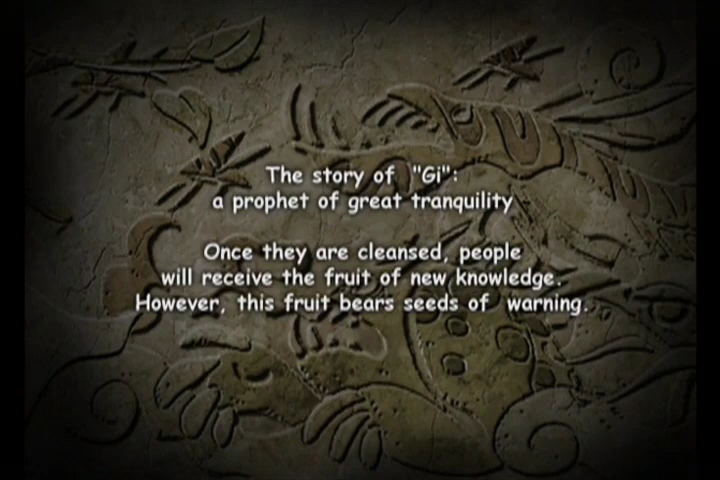 The story of "Gi":
a prophet of great tranquility
Once they are cleansed, people
will receive the fruit of new knowledge.
However, this fruit bears seeds of warning.